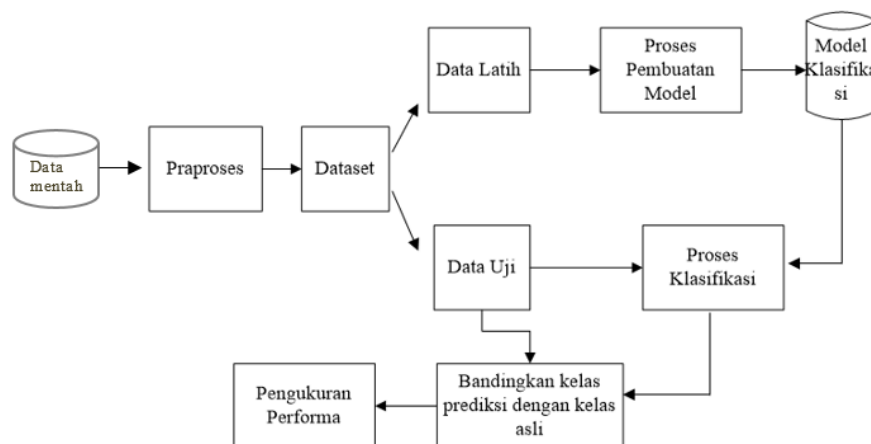 Data
mentah
Praproses
Dataset
Data Latih
Proses
Pembuatan
Model
Model
Klasifika
si
Data Uji
Proses
Klasifikasi
Bandingkan kelas
prediksi dengan kelas
asli
Pengukuran
Performa